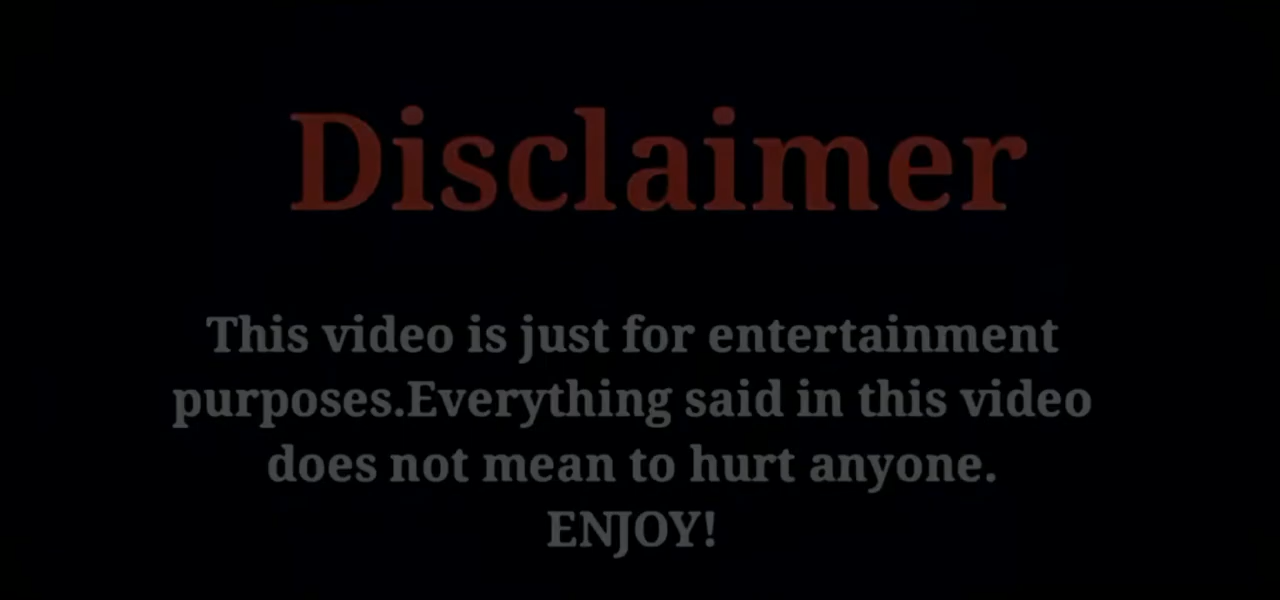 Disclaimer
This video is just for entertainment
purposes.Everything said in this video
does not mean to hurt anyone.
ENJOY!